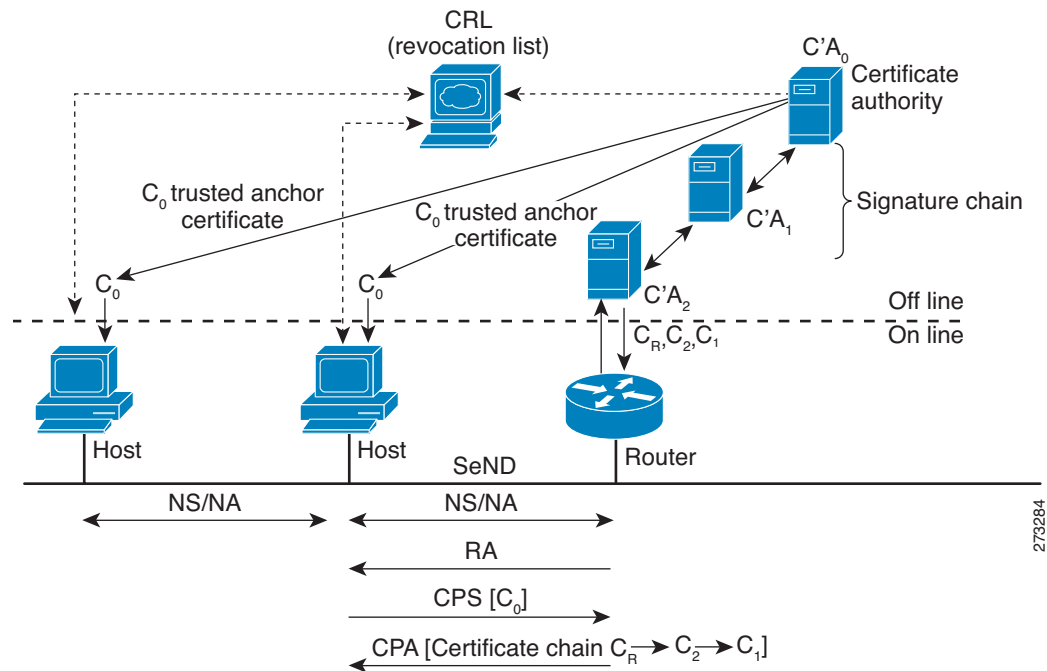 CRL
(revocation list)
C'A₀
Certificate
authority
C₀ trusted anchor
certificate
C₀ trusted anchor
certificate
C'A₁
Signature chain
C₀
C₀
C'A₂
Off line
On line
C_R,C₂,C₁
Host
Host
Router
SeND
NS/NA
NS/NA
RA
CPS [C₀]
CPA [Certificate chain C_R → C₂ → C₁]
273284